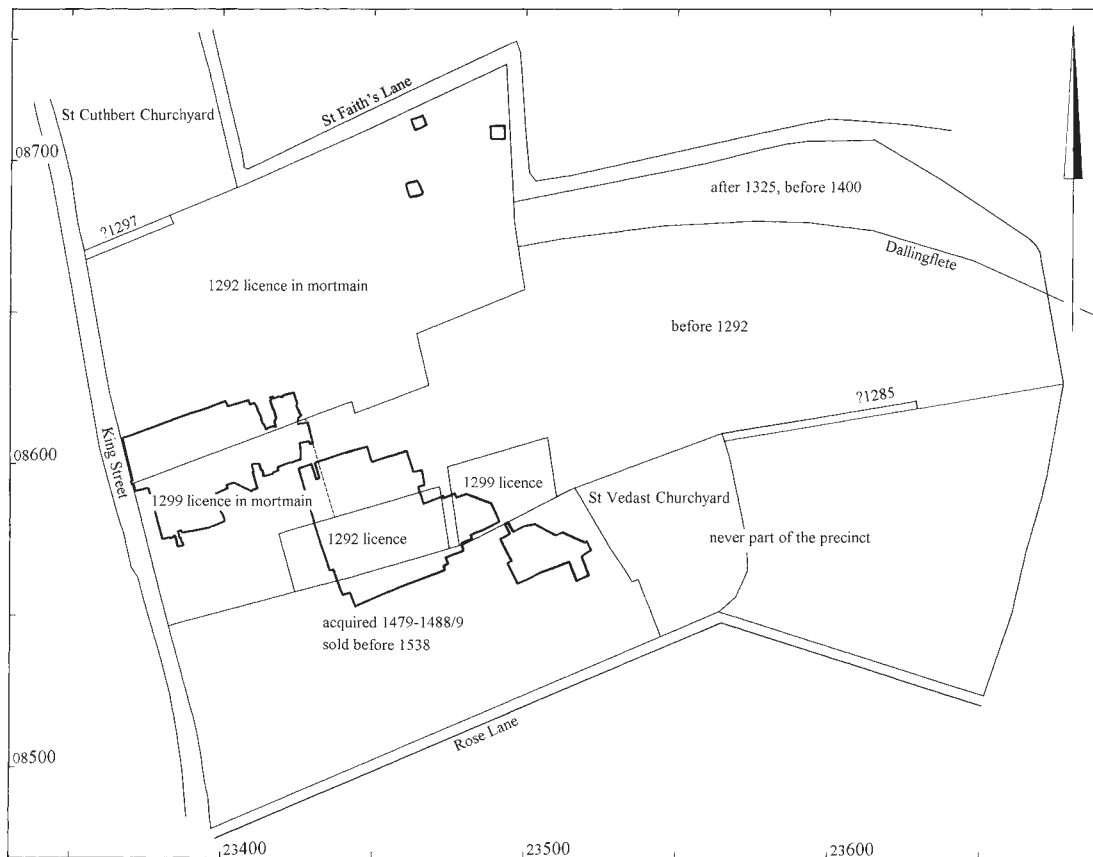 St Faith's Lane
St Cuthbert Churchyard
08700
after 1325, before 1400
?1297
Dallingflete
1292 licence in mortmain
before 1292
?1285
King Street
08600
1299 licence
St Vedast Churchyard
1299 licence in mortmain
1292 licence
never part of the precinct
acquired 1479-1488/9
sold before 1538
Rose Lane
08500
23400
23500
23600